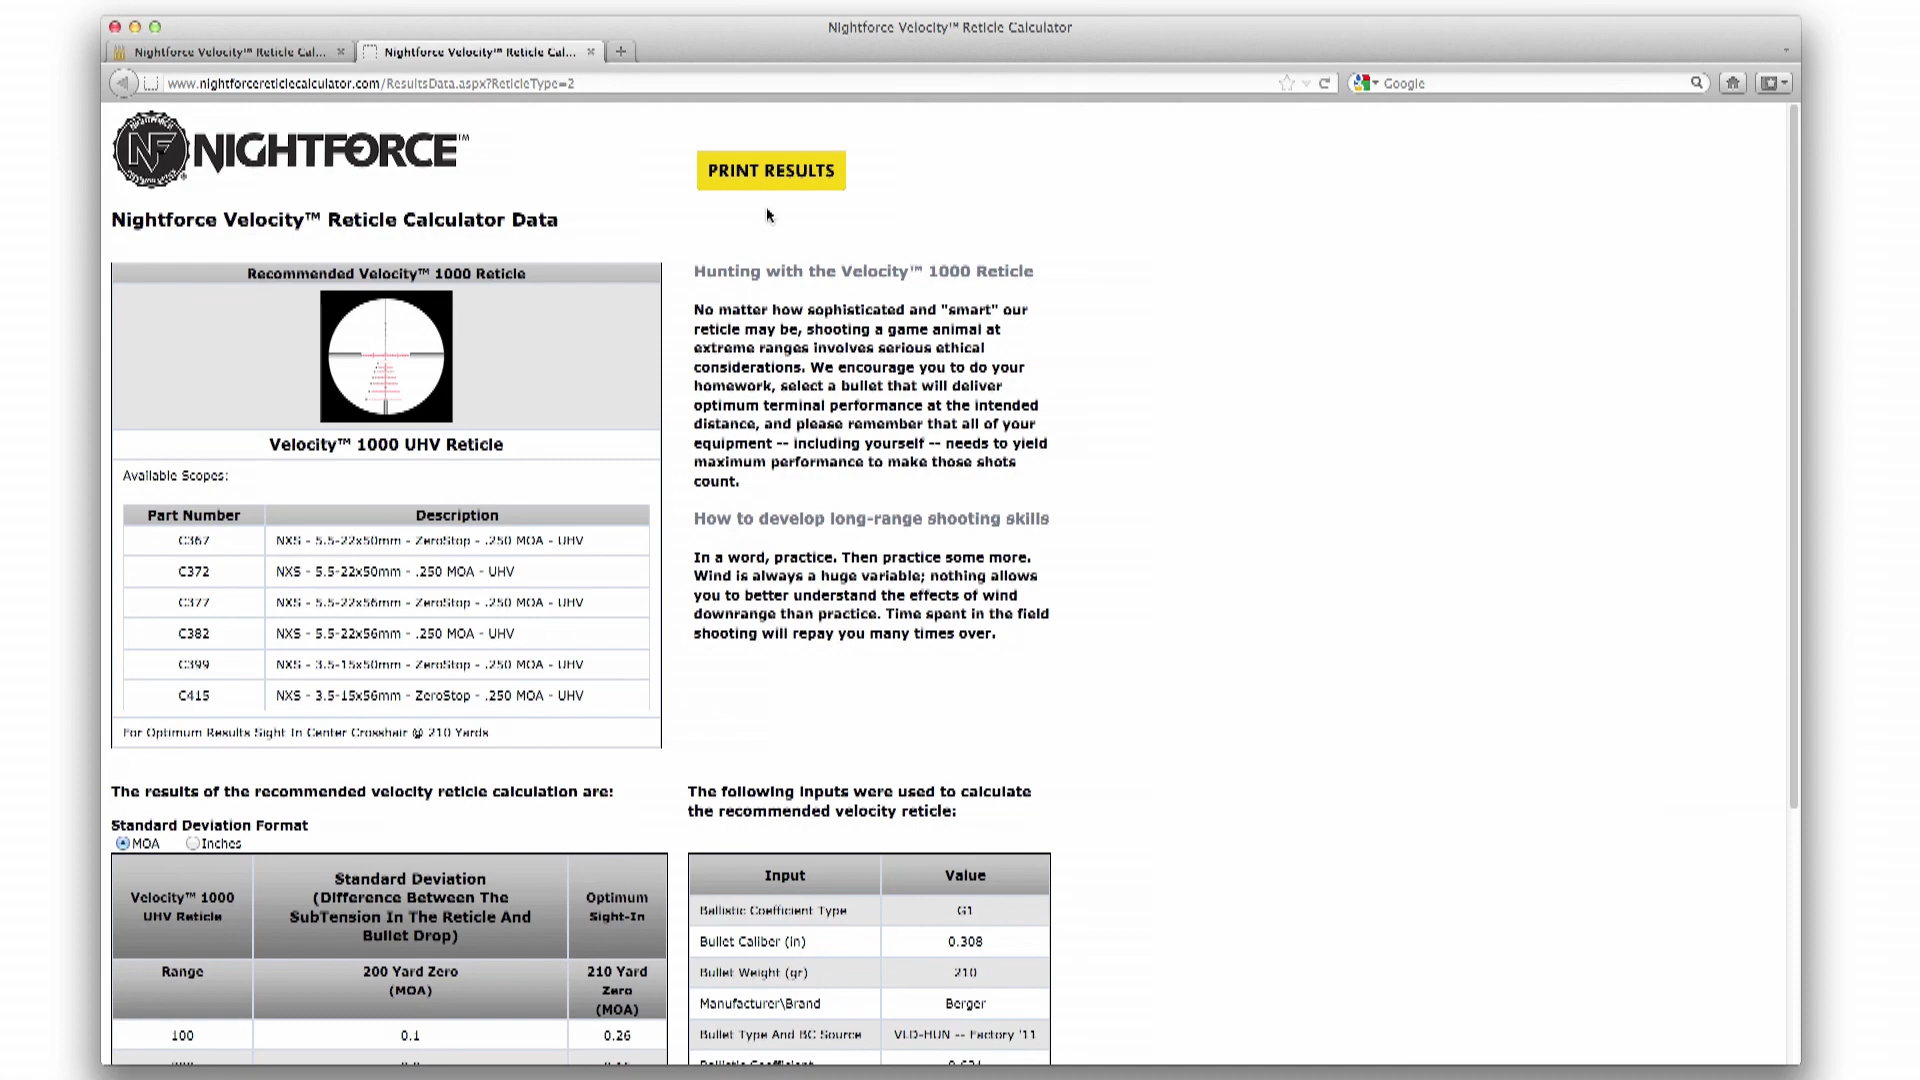 Nightforce Velocity™ Reticle Calculator
Nightforce Velocity™ Reticle Cal...
Nightforce Velocity™ Reticle Cal...
www.nightforcereticlecalculator.com/ResultsData.aspx?ReticleType=2
Google
NF NIGHTFORCE™
PRINT RESULTS
Nightforce Velocity™ Reticle Calculator Data
Recommended Velocity™ 1000 Reticle
Velocity™ 1000 UHV Reticle
Available Scopes:
Part Number Description
C367 NXS - 5.5-22x50mm - ZeroStop - .250 MOA - UHV
C372 NXS - 5.5-22x50mm - .250 MOA - UHV
C377 NXS - 5.5-22x56mm - ZeroStop - .250 MOA - UHV
C382 NXS - 5.5-22x56mm - .250 MOA - UHV
C399 NXS - 3.5-15x50mm - ZeroStop - .250 MOA - UHV
C415 NXS - 3.5-15x56mm - ZeroStop - .250 MOA - UHV
For Optimum Results Sight In Center Crosshair @ 210 Yards
Hunting with the Velocity™ 1000 Reticle
No matter how sophisticated and "smart" our
reticle may be, shooting a game animal at
extreme ranges involves serious ethical
considerations. We encourage you to do your
homework, select a bullet that will deliver
optimum terminal performance at the intended
distance, and please remember that all of your
equipment -- including yourself -- needs to yield
maximum performance to make those shots
count.
How to develop long-range shooting skills
In a word, practice. Then practice some more.
Wind is always a huge variable; nothing allows
you to better understand the effects of wind
downrange than practice. Time spent in the field
shooting will repay you many times over.
The results of the recommended velocity reticle calculation are:
Standard Deviation Format
MOA Inches
Velocity™ 1000
UHV Reticle
Standard Deviation
(Difference Between The
SubTension In The Reticle And
Bullet Drop)
Optimum
Sight-In
Range
200 Yard Zero
(MOA)
210 Yard
Zero
(MOA)
100 0.1 0.26
The following inputs were used to calculate
the recommended velocity reticle:
Input Value
Ballistic Coefficient Type G1
Bullet Caliber (in) 0.308
Bullet Weight (gr) 210
Manufacturer\Brand Berger
Bullet Type And BC Source VLD-HUN -- Factory '11
Ballistic Coefficient